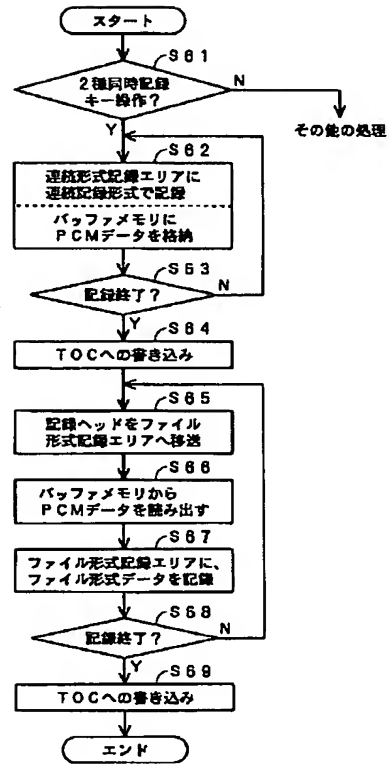 スタート
S61
2種同時記録
キー操作?
N
Y
その他の処理
S62
連続形式記録エリアに
連続記録形式で記録
バッファメモリに
PCMデータを格納
S63
記録終了?
N
Y
S64
TOCへの書き込み
S65
記録ヘッドをファイル
形式記録エリアへ移送
S66
バッファメモリから
PCMデータを読み出す
S67
ファイル形式記録エリアに、
ファイル形式データを記録
S68
記録終了?
N
Y
S69
TOCへの書き込み
エンド